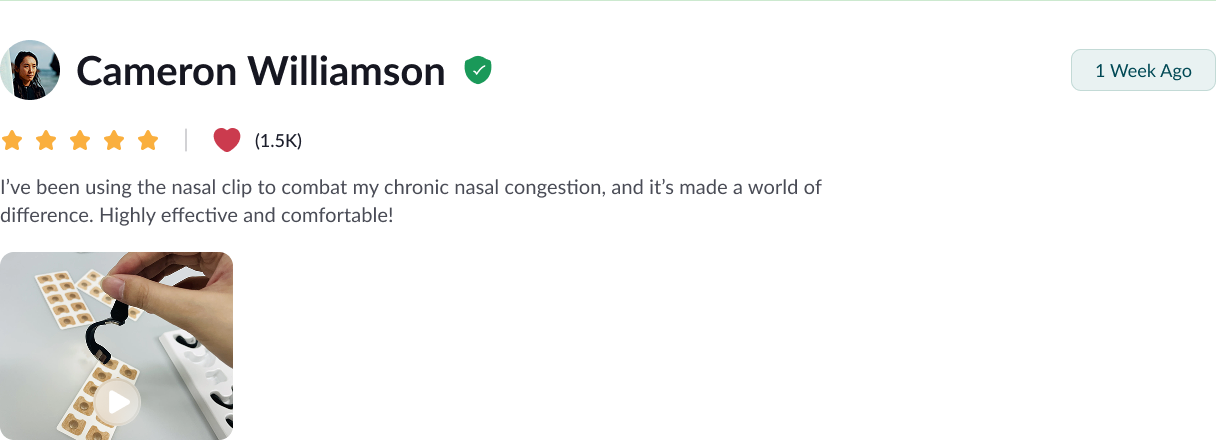 Cameron Williamson
1 Week Ago
(1.5K)
I’ve been using the nasal clip to combat my chronic nasal congestion, and it’s made a world of
difference. Highly effective and comfortable!